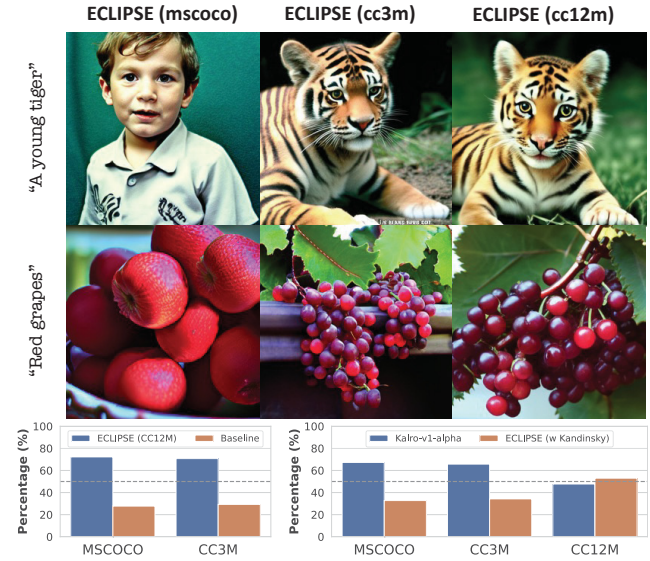 ECLIPSE (mscoco) ECLIPSE (cc3m) ECLIPSE (cc12m)
“A young tiger”
“Red grapes”
Percentage (%)
100
80
60
40
20
0
ECLIPSE (CC12M) Baseline
MSCOCO CC3M
Percentage (%)
100
80
60
40
20
0
Kalro-v1-alpha ECLIPSE (w Kandinsky)
MSCOCO CC3M CC12M